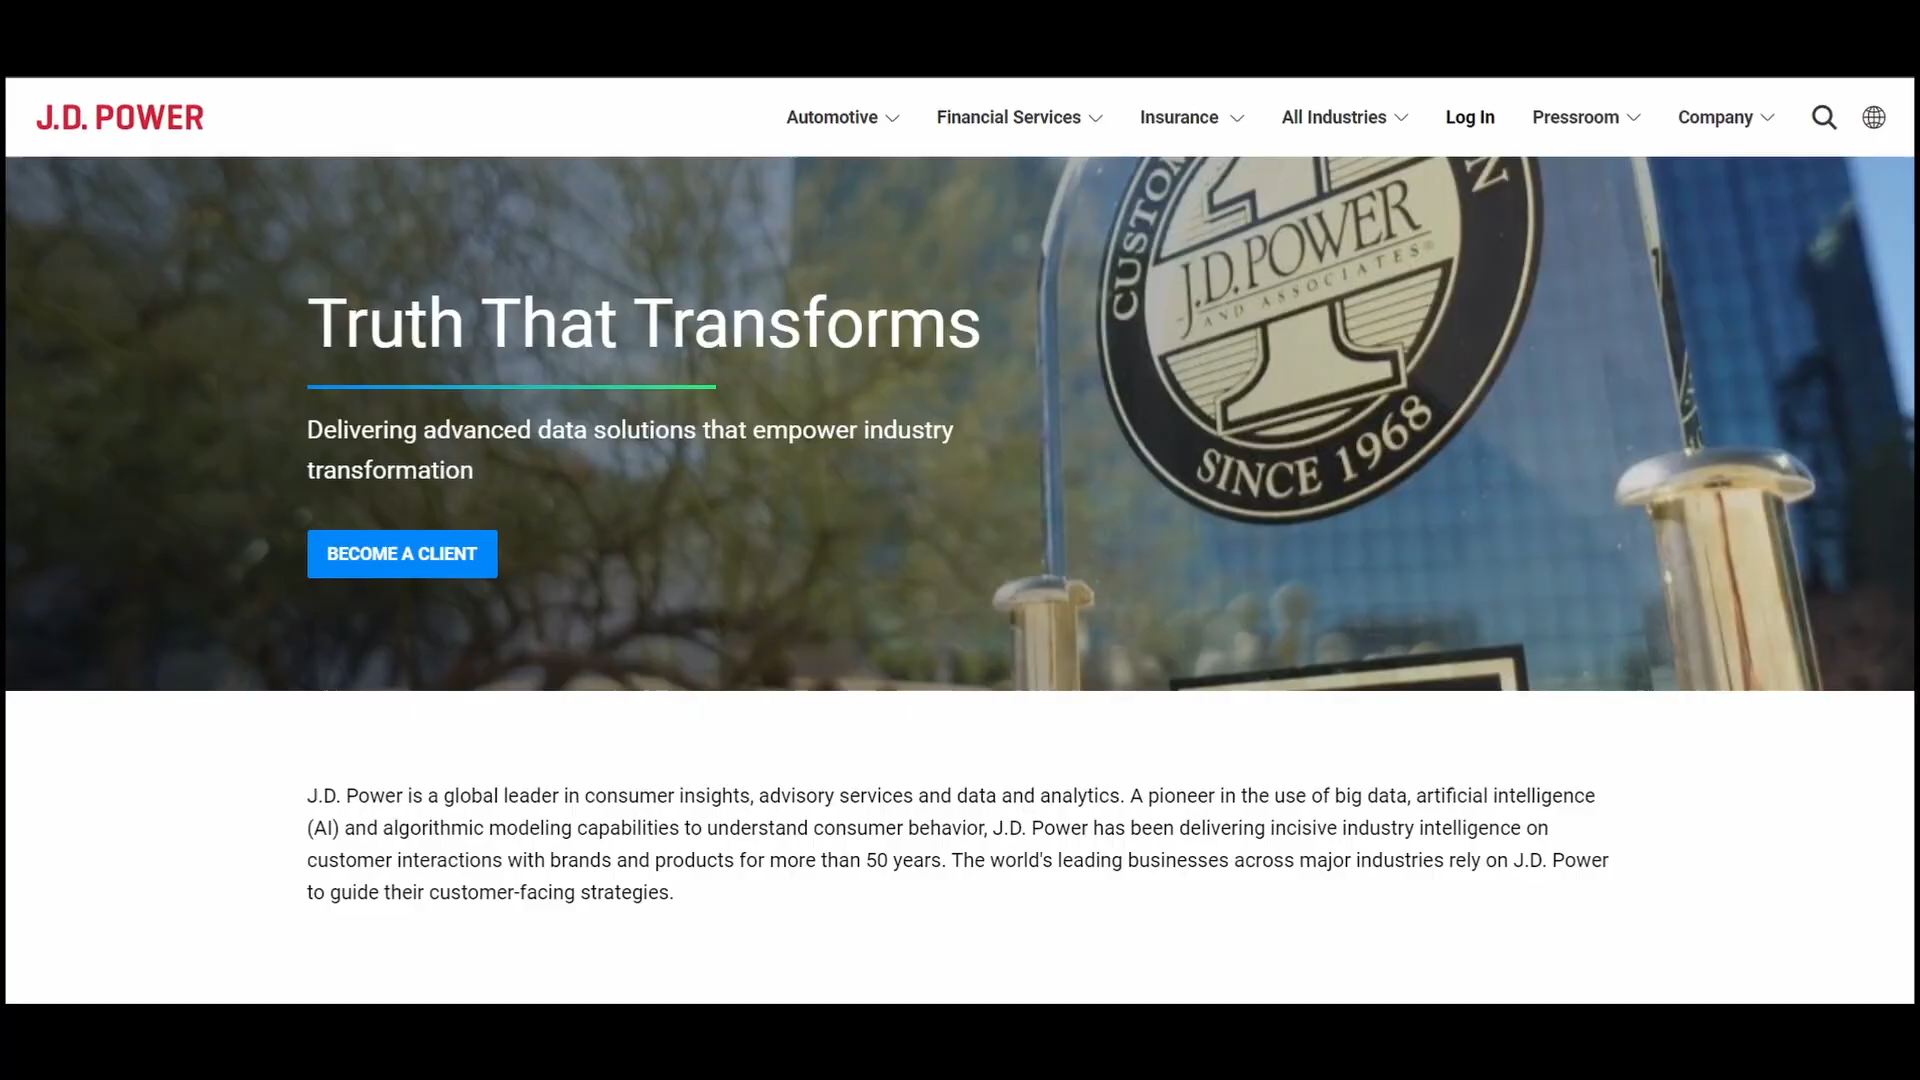 J.D. POWER
Automotive
Financial Services
Insurance
All Industries
Log In
Pressroom
Company
CUSTOM
N
1
J.D. POWER
AND ASSOCIATES®
SINCE 1968
Truth That Transforms
Delivering advanced data solutions that empower industry
transformation
BECOME A CLIENT
J.D. Power is a global leader in consumer insights, advisory services and data and analytics. A pioneer in the use of big data, artificial intelligence
(AI) and algorithmic modeling capabilities to understand consumer behavior, J.D. Power has been delivering incisive industry intelligence on
customer interactions with brands and products for more than 50 years. The world's leading businesses across major industries rely on J.D. Power
to guide their customer-facing strategies.